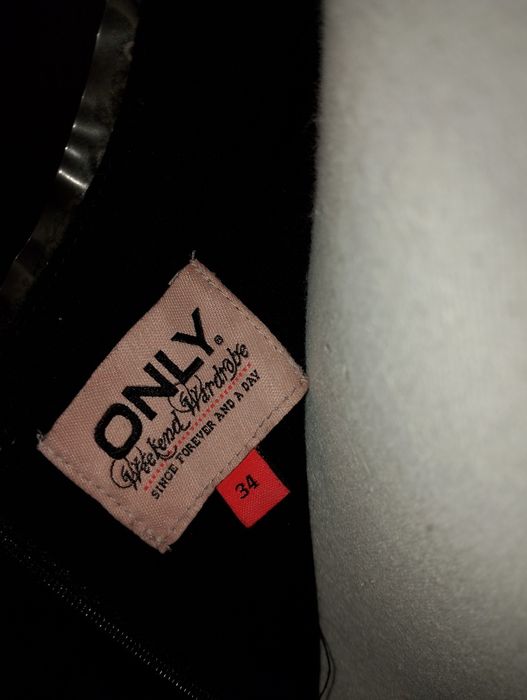 ONLY®
Weekend Wardrobe
SINCE FOREVER AND A DAY
34